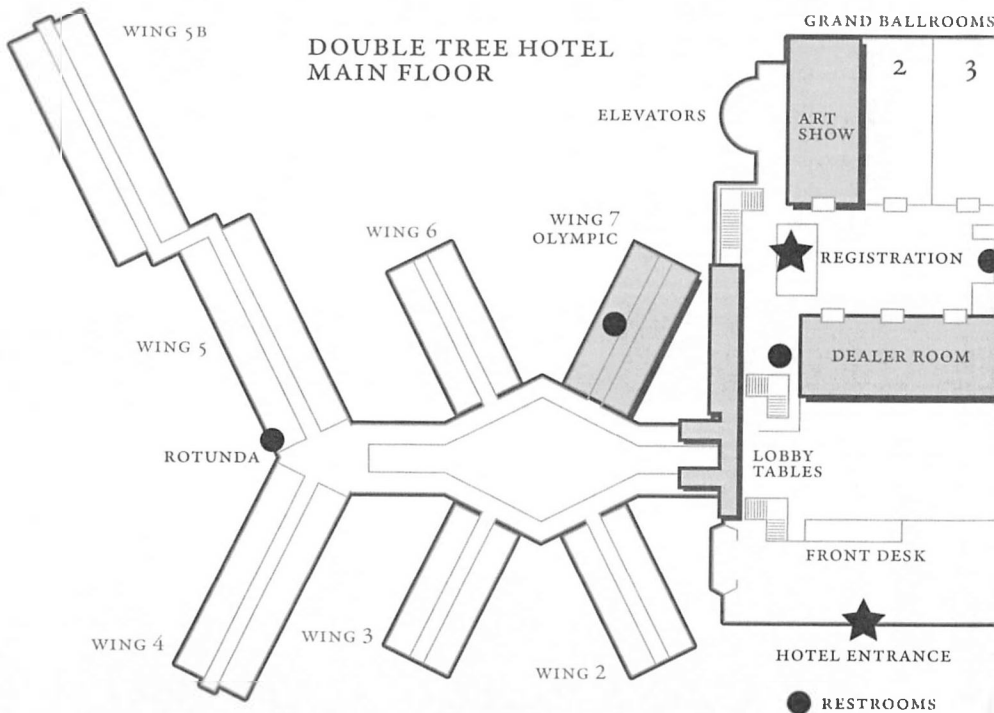 WING 5B
DOUBLE TREE HOTEL
MAIN FLOOR
GRAND BALLROOMS
2
3
ELEVATORS
ART
SHOW
WING 6
WING 7
OLYMPIC
REGISTRATION
WING 5
DEALER ROOM
ROTUNDA
LOBBY
TABLES
FRONT DESK
WING 4
WING 3
WING 2
HOTEL ENTRANCE
RESTROOMS